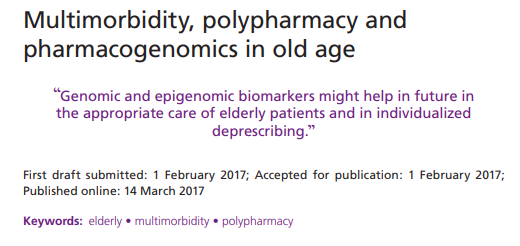 Multimorbidity, polypharmacy and
pharmacogenomics in old age
“Genomic and epigenomic biomarkers might help in future in
the appropriate care of elderly patients and in individualized
deprescribing.”
First draft submitted: 1 February 2017; Accepted for publication: 1 February 2017;
Published online: 14 March 2017
Keywords: elderly • multimorbidity • polypharmacy